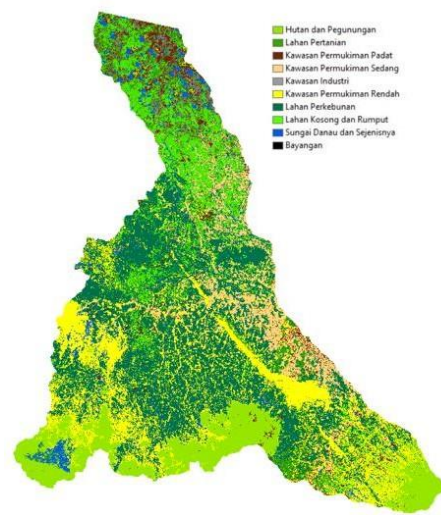 Hutan dan Pegunungan
Lahan Pertanian
Kawasan Permukiman Padat
Kawasan Permukiman Sedang
Kawasan Industri
Kawasan Permukiman Rendah
Lahan Perkebunan
Lahan Kosong dan Rumput
Sungai Danau dan Sejenisnya
Bayangan